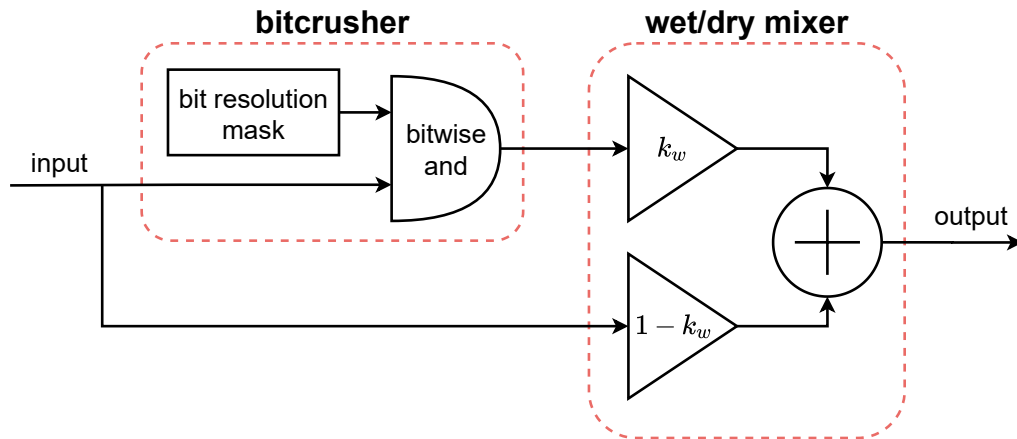 bitcrusher
wet/dry mixer
bit resolution
mask
bitwise
and
input
k_w
output
1 − k_w